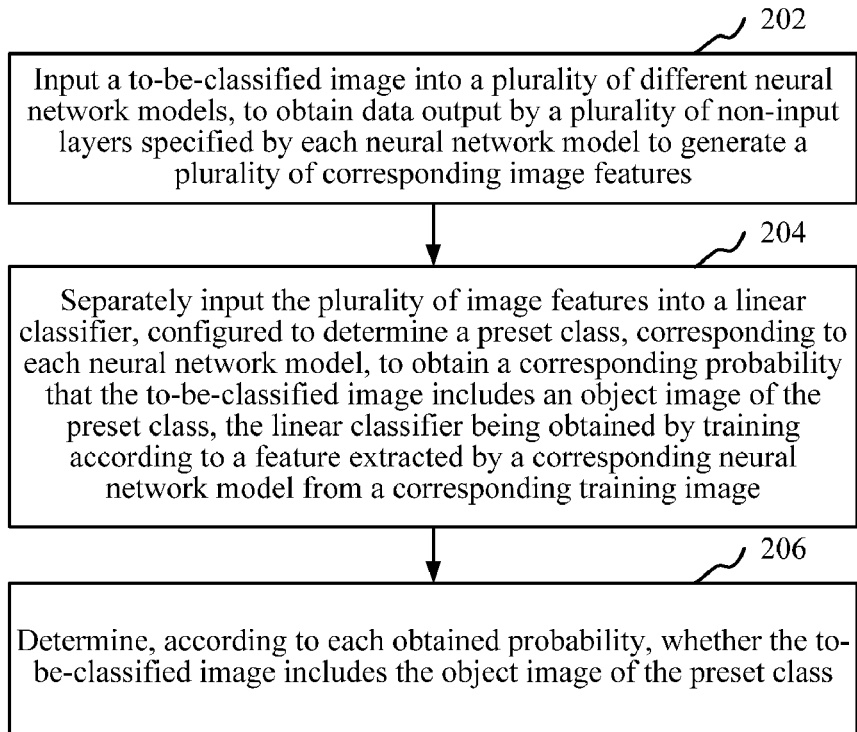 202
Input a to-be-classified image into a plurality of different neural
network models, to obtain data output by a plurality of non-input
layers specified by each neural network model to generate a
plurality of corresponding image features
204
Separately input the plurality of image features into a linear
classifier, configured to determine a preset class, corresponding to
each neural network model, to obtain a corresponding probability
that the to-be-classified image includes an object image of the
preset class, the linear classifier being obtained by training
according to a feature extracted by a corresponding neural
network model from a corresponding training image
206
Determine, according to each obtained probability, whether the to-
be-classified image includes the object image of the preset class